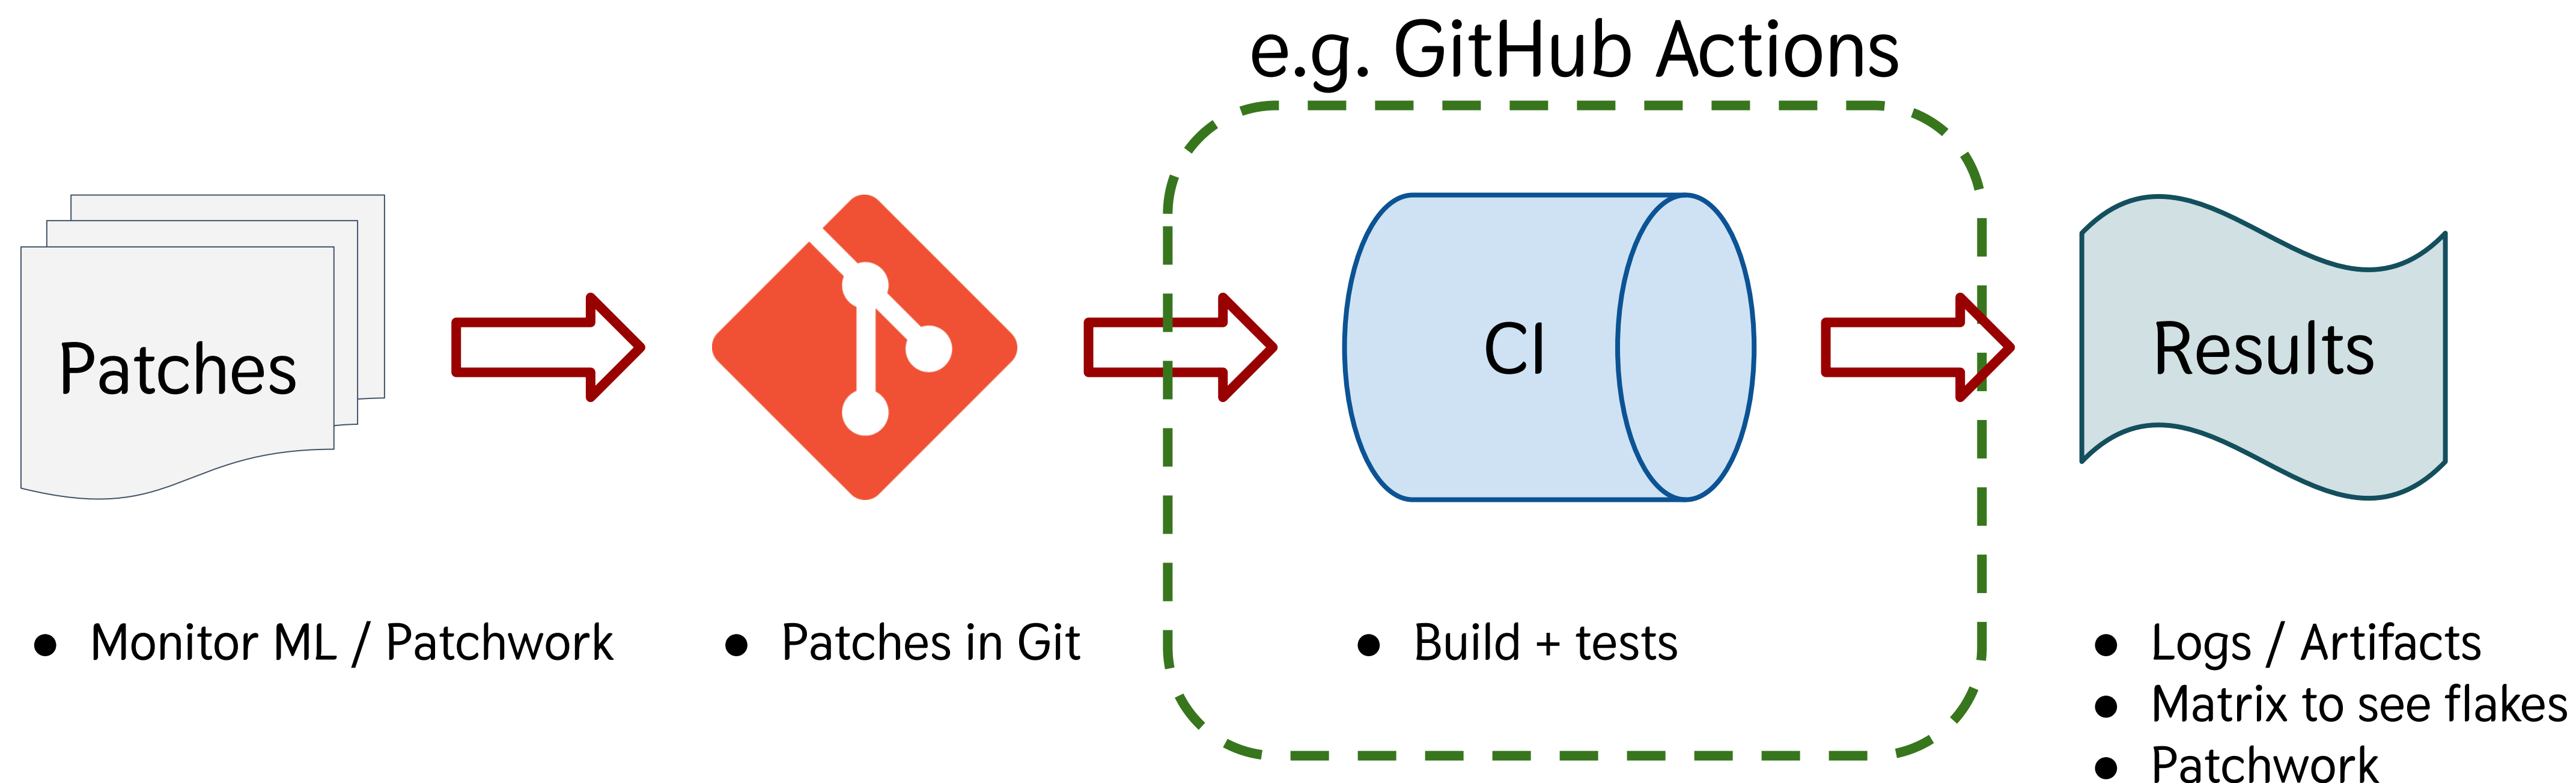 e.g. GitHub Actions
Patches
CI
Results
● Monitor ML / Patchwork
● Patches in Git
● Build + tests
● Logs / Artifacts
● Matrix to see flakes
● Patchwork